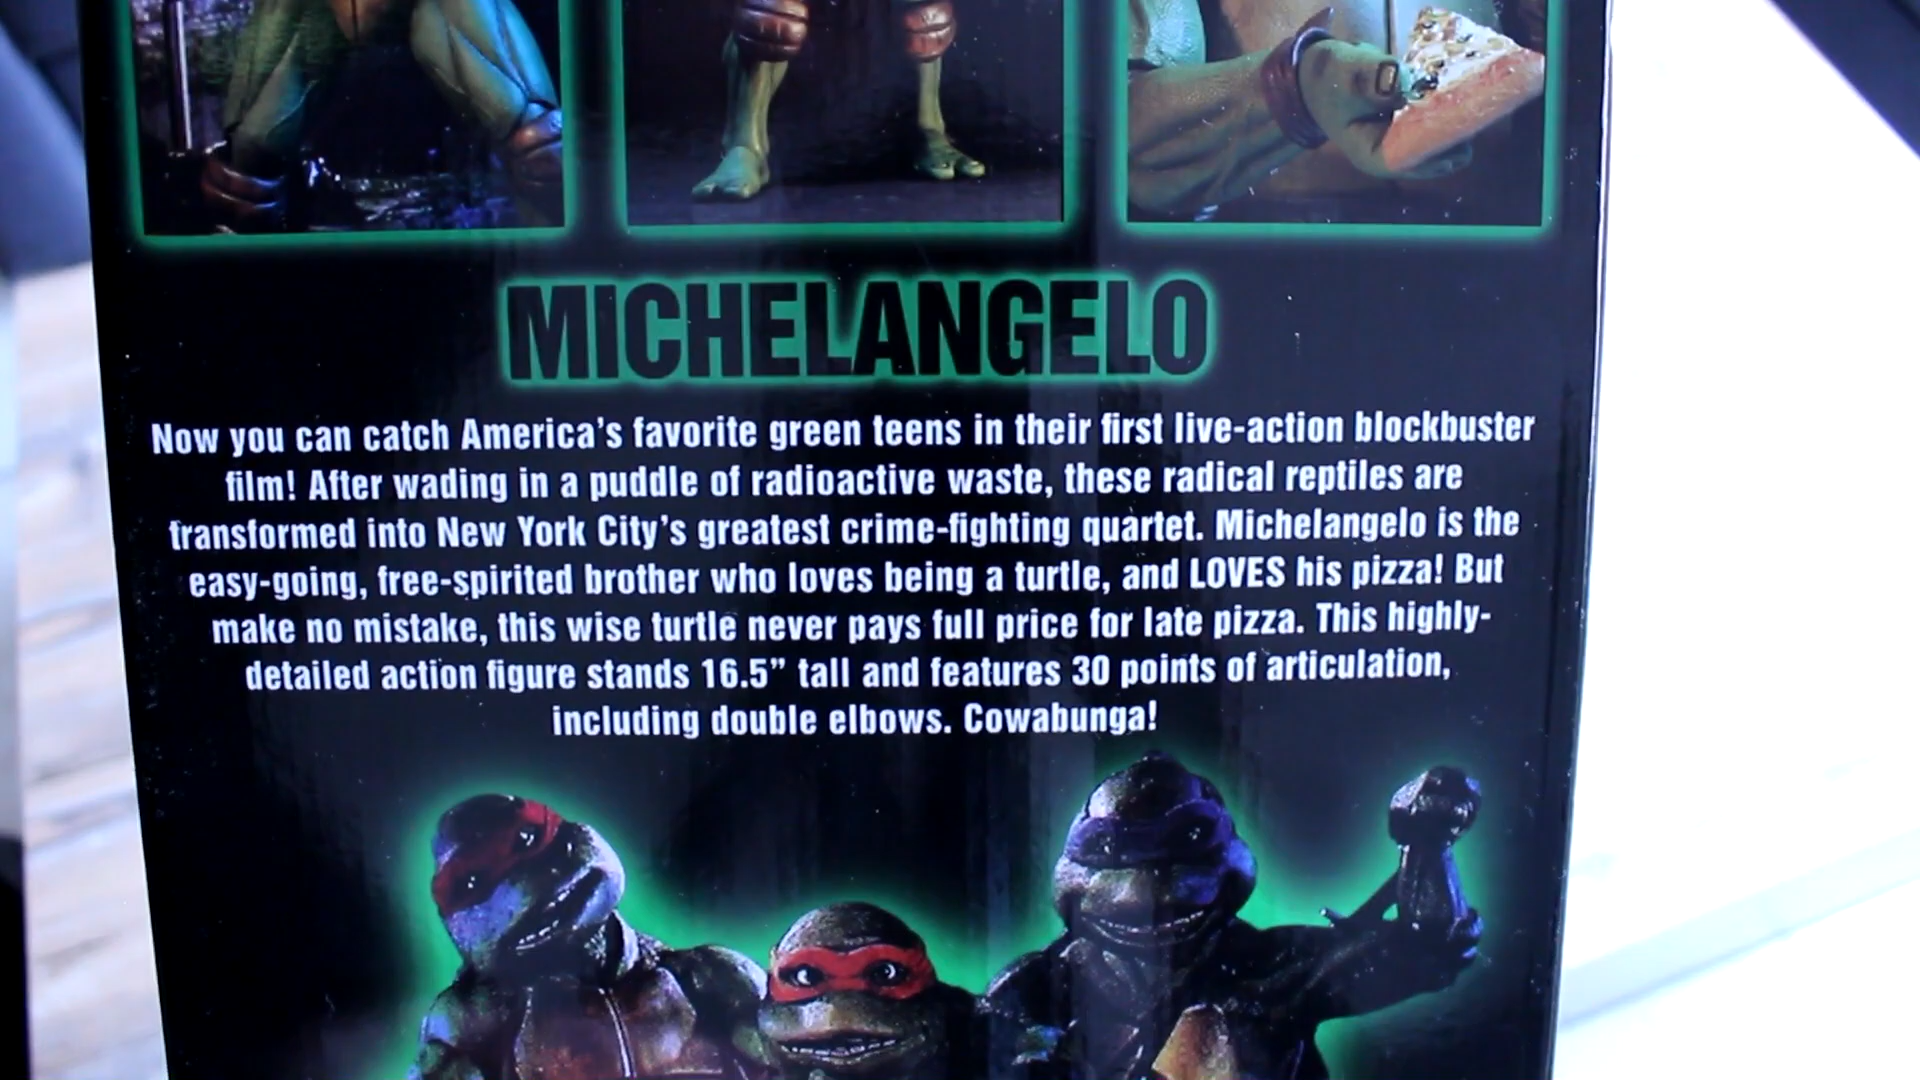 MICHELANGELO
Now you can catch America's favorite green teens in their first live-action blockbuster
film! After wading in a puddle of radioactive waste, these radical reptiles are
transformed into New York City's greatest crime-fighting quartet. Michelangelo is the
easy-going, free-spirited brother who loves being a turtle, and LOVES his pizza! But
make no mistake, this wise turtle never pays full price for late pizza. This highly-
detailed action figure stands 16.5” tall and features 30 points of articulation,
including double elbows. Cowabunga!